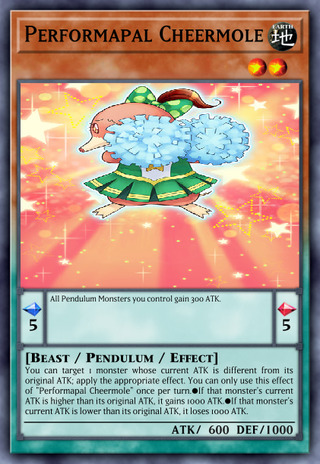 PERFORMAPAL CHEERMOLE
EARTH
地
All Pendulum Monsters you control gain 300 ATK.
5
5
[BEAST / PENDULUM / EFFECT]
You can target 1 monster whose current ATK is different from its
original ATK; apply the appropriate effect. You can only use this effect
of "Performapal Cheermole" once per turn.●If that monster's current
ATK is higher than its original ATK, it gains 1000 ATK.●If that monster's
current ATK is lower than its original ATK, it loses 1000 ATK.
ATK/ 600 DEF/1000